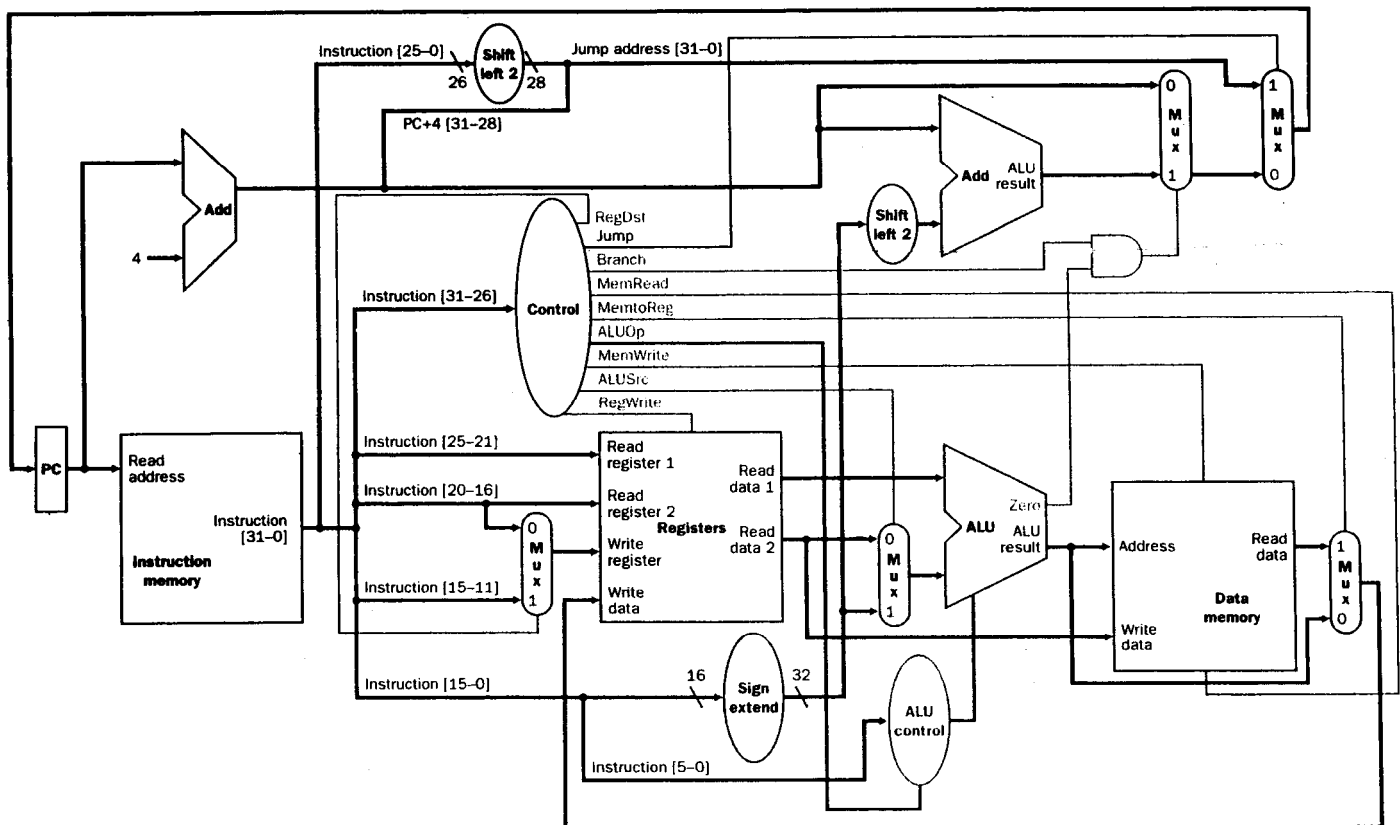 Instruction [25–0]
Shift
left 2
Jump address [31–0]
26
28
PC+4 [31–28]
0
M
u
x
1
1
M
u
x
0
Add
ALU
result
Add
4
Shift
left 2
RegDst
Jump
Branch
MemRead
MemtoReg
ALUOp
MemWrite
ALUSrc
RegWrite
Instruction [31–26]
Control
PC
Read
address
Instruction
[31–0]
Instruction
memory
Instruction [25–21]
Instruction [20–16]
Instruction [15–11]
0
M
u
x
1
Read
register 1
Read
register 2
Write
register
Write
data
Registers
Read
data 1
Read
data 2
0
M
u
x
1
Zero
ALU
ALU
result
Address
Write
data
Read
data
Data
memory
1
M
u
x
0
Instruction [15–0]
16
Sign
extend
32
ALU
control
Instruction [5–0]